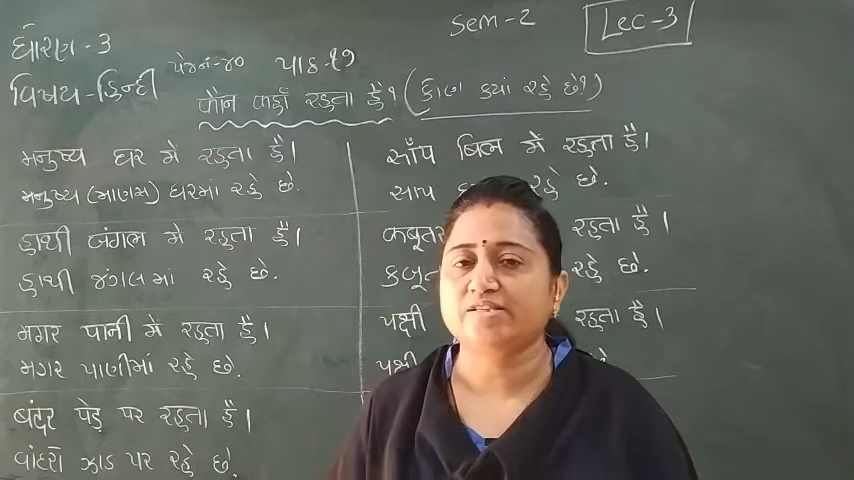 Sem-2
Lec-3
ધોરણ-3
વિષય-હિન્દી
પેજનં-૪૦
પાઠ-૧૭
कौन कहाँ रहता है? (કોણ ક્યાં રહે છે?)
मनुष्य घर में रहता है।
મનુષ્ય (માણસ) ઘરમાં રહે છે.
हाथी जंगल में रहता है।
હાથી જંગલમાં રહે છે.
मगर पानी में रहता है।
મગર પાણીમાં રહે છે.
बंदर पेड़ पर रहता है।
વાંદરો ઝાડ પર રહે છે.
साँप बिल में रहता है।
સાપ રહે છે.
कबूतर रहता है।
રહે છે.
पक्षी रहता है।
પક્ષી